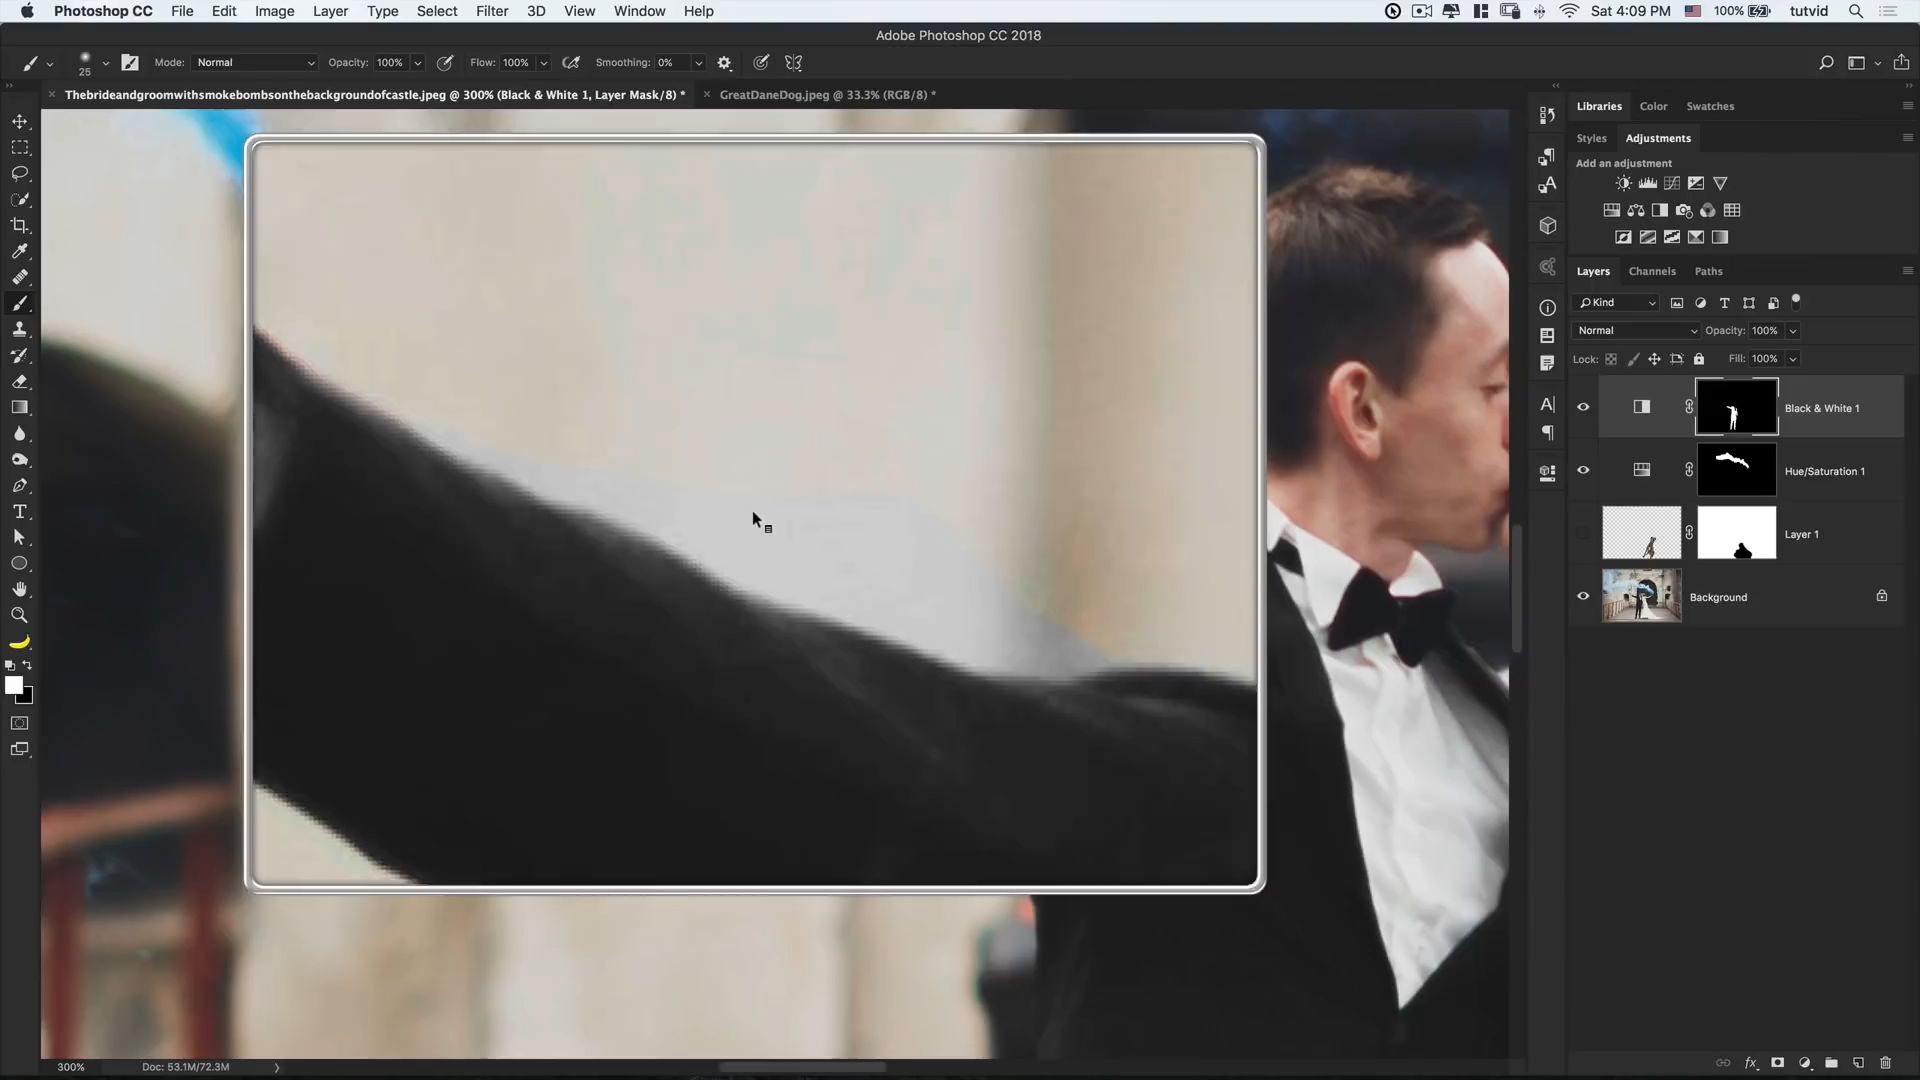 Photoshop CC File Edit Image Layer Type Select Filter 3D View Window Help Sat 4:09 PM 100% tutvid
Adobe Photoshop CC 2018
25 Mode: Normal Opacity: 100% Flow: 100% Smoothing: 0%
Thebrideandgroomwithsmokebombsonthebackgroundofcastle.jpeg @ 300% (Black & White 1, Layer Mask/8) * GreatDaneDog.jpeg @ 33.3% (RGB/8) *
Libraries Color Swatches
Styles Adjustments
Add an adjustment
Layers Channels Paths
Kind
Normal Opacity: 100%
Lock: Fill: 100%
Black & White 1
Hue/Saturation 1
Layer 1
Background
300% Doc: 53.1M/72.3M